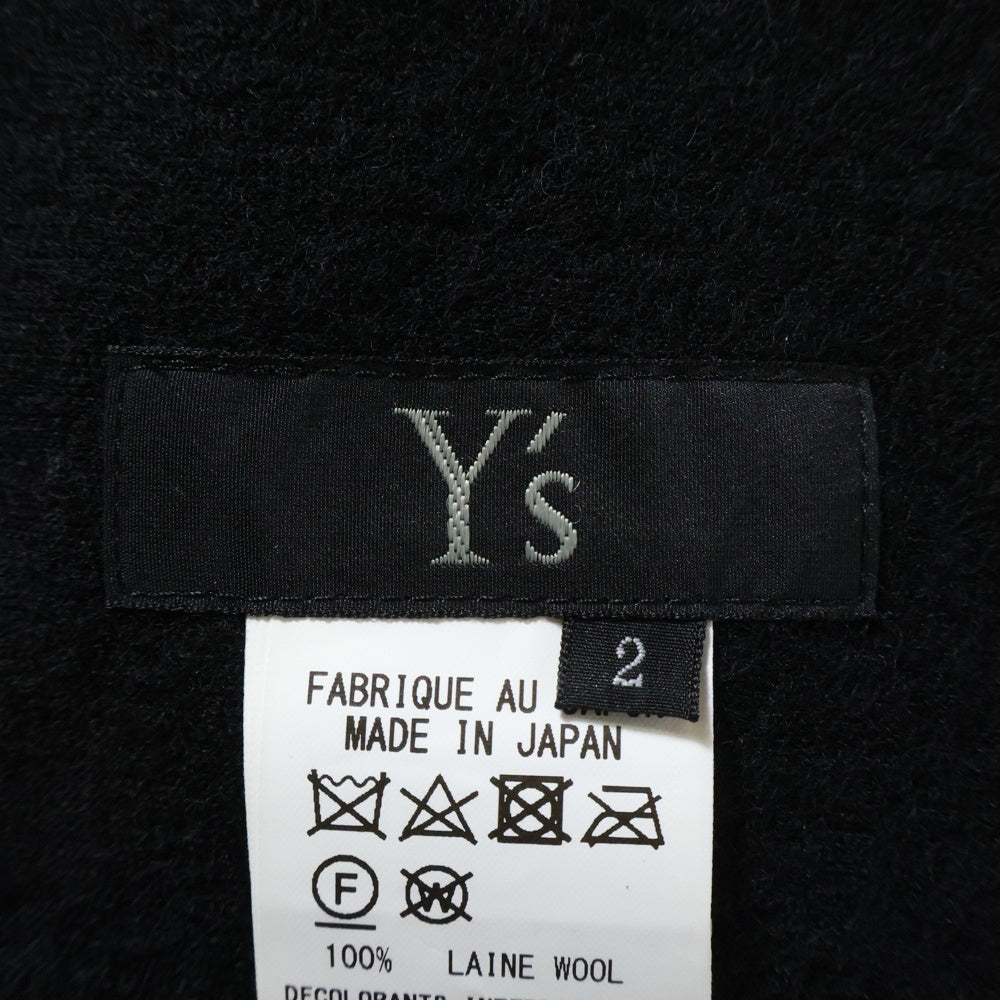 Y's
2
FABRIQUE AU
MADE IN JAPAN
F
W
100% LAINE WOOL